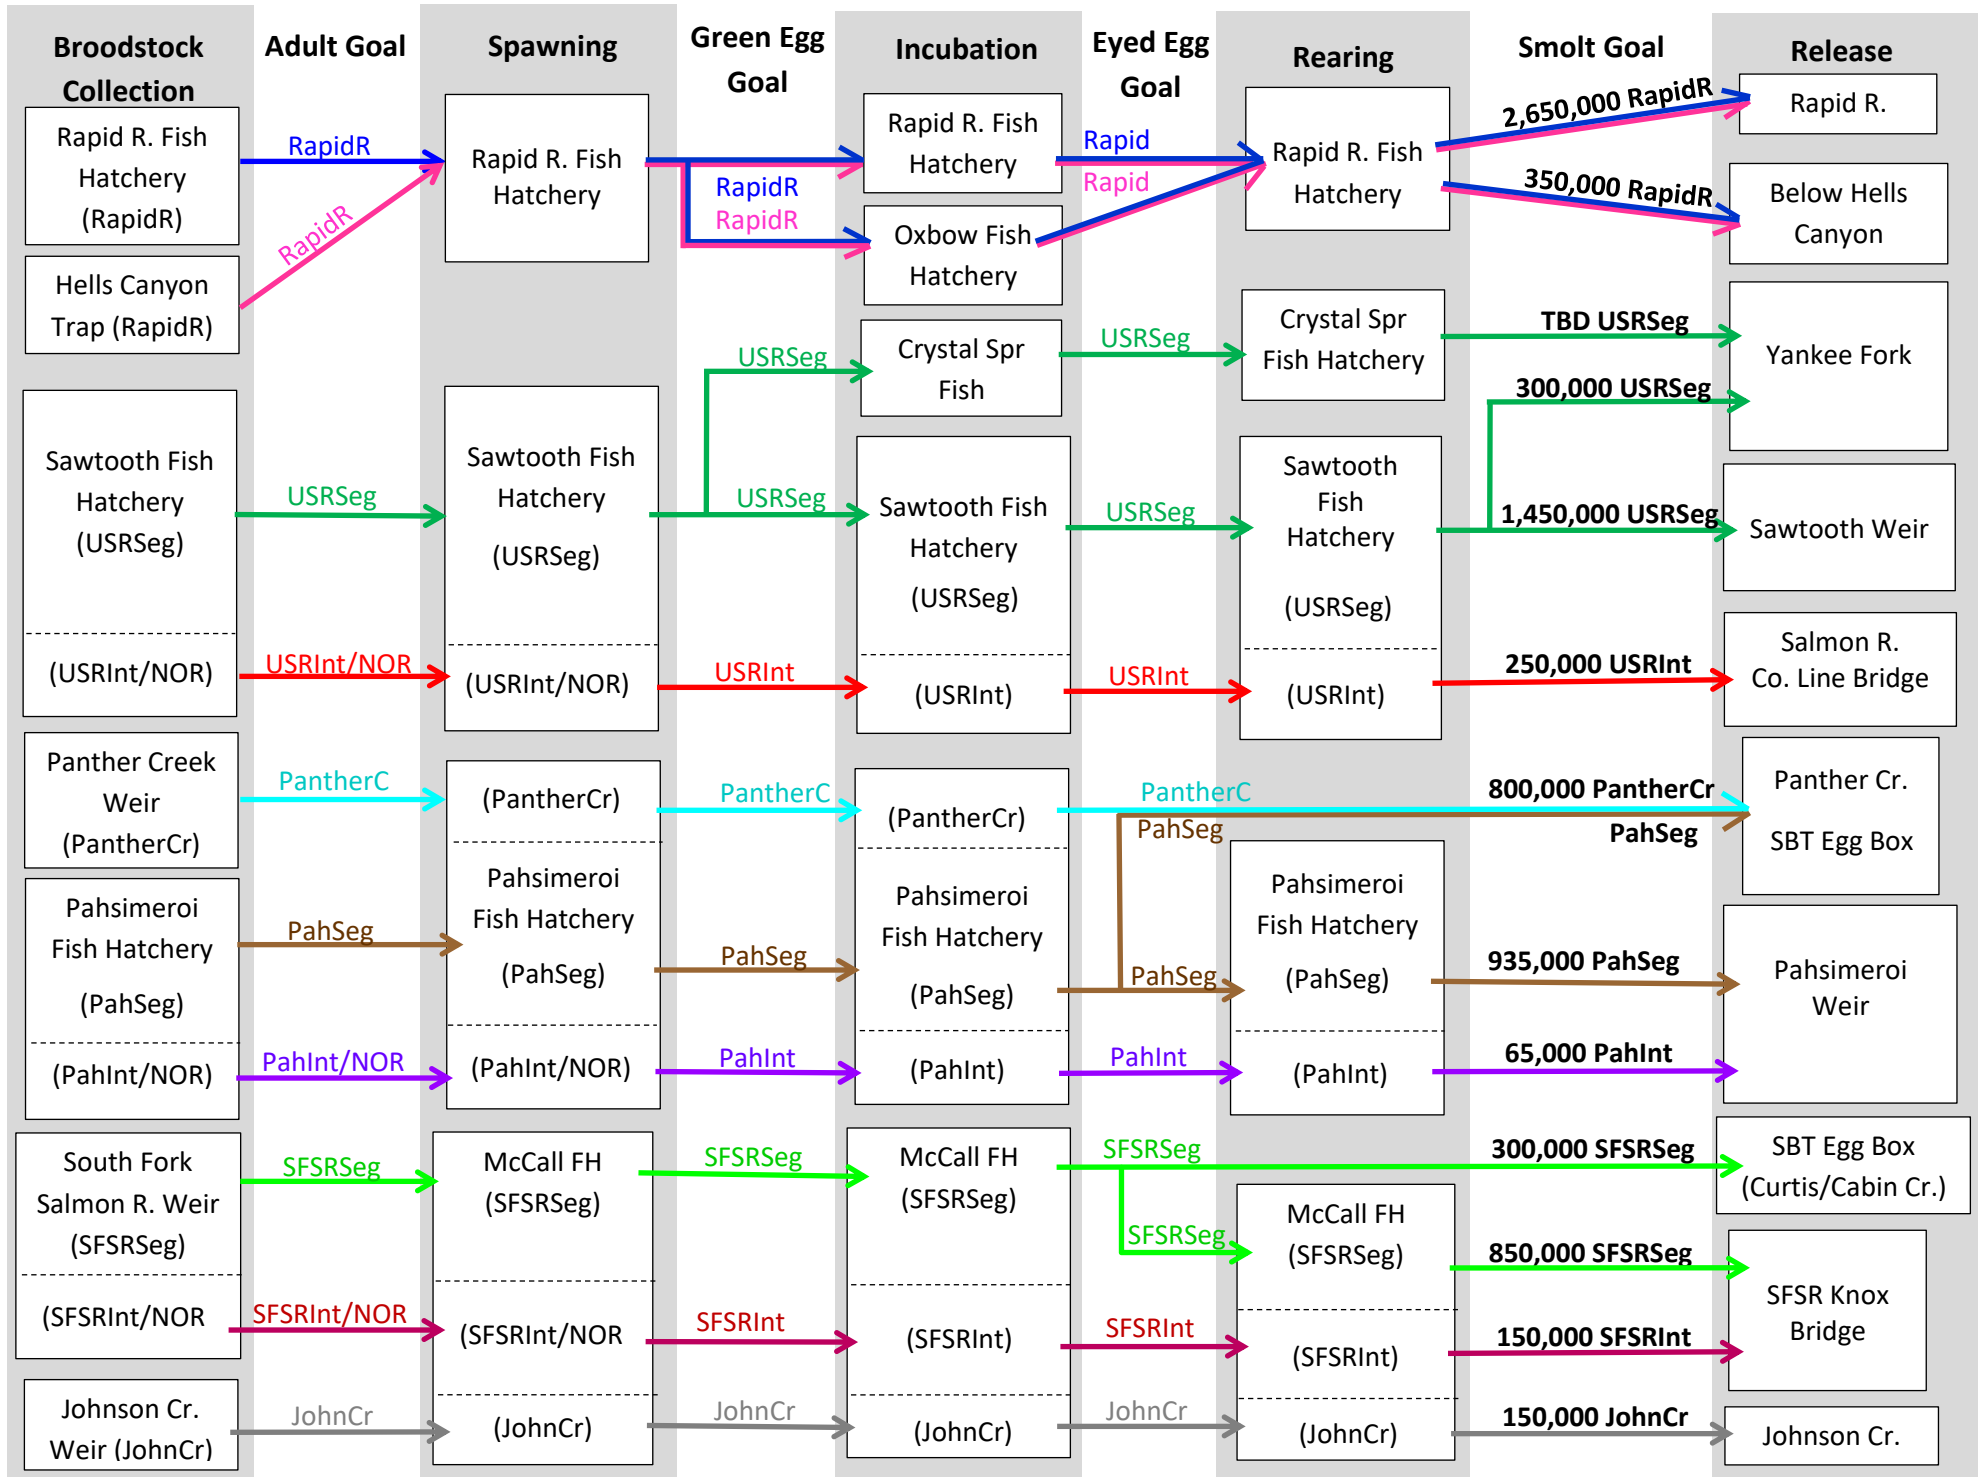 Broodstock
Collection
Adult Goal
Spawning
Green Egg
Goal
Incubation
Eyed Egg
Goal
Rearing
Smolt Goal
Release
Rapid R. Fish
Hatchery
(RapidR)
RapidR
Rapid R. Fish
Hatchery
RapidR
RapidR
Rapid R. Fish
Hatchery
Rapid
Rapid
Rapid R. Fish
Hatchery
2,650,000 RapidR
Rapid R.
350,000 RapidR
Below Hells
Canyon
Hells Canyon
Trap (RapidR)
RapidR
Oxbow Fish
Hatchery
USRSeg
Crystal Spr
Fish
USRSeg
Crystal Spr
Fish Hatchery
TBD USRSeg
Yankee Fork
300,000 USRSeg
Sawtooth Fish
Hatchery
(USRSeg)
USRSeg
Sawtooth Fish
Hatchery
(USRSeg)
USRSeg
Sawtooth Fish
Hatchery
(USRSeg)
USRSeg
Sawtooth
Fish
Hatchery
(USRSeg)
1,450,000 USRSeg
Sawtooth Weir
(USRInt/NOR)
USRInt/NOR
(USRInt/NOR)
USRInt
(USRInt)
USRInt
(USRInt)
250,000 USRInt
Salmon R.
Co. Line Bridge
Panther Creek
Weir
(PantherCr)
PantherC
(PantherCr)
PantherC
(PantherCr)
PantherC
PahSeg
800,000 PantherCr
PahSeg
Panther Cr.
SBT Egg Box
Pahsimeroi
Fish Hatchery
(PahSeg)
PahSeg
Pahsimeroi
Fish Hatchery
(PahSeg)
PahSeg
Pahsimeroi
Fish Hatchery
(PahSeg)
PahSeg
Pahsimeroi
Fish Hatchery
(PahSeg)
935,000 PahSeg
Pahsimeroi
Weir
(PahInt/NOR)
PahInt/NOR
(PahInt/NOR)
PahInt
(PahInt)
PahInt
(PahInt)
65,000 PahInt
South Fork
Salmon R. Weir
(SFSRSeg)
SFSRSeg
McCall FH
(SFSRSeg)
SFSRSeg
McCall FH
(SFSRSeg)
SFSRSeg
300,000 SFSRSeg
SBT Egg Box
(Curtis/Cabin Cr.)
SFSRSeg
McCall FH
(SFSRSeg)
850,000 SFSRSeg
SFSR Knox
Bridge
(SFSRInt/NOR
SFSRInt/NOR
(SFSRInt/NOR
SFSRInt
(SFSRInt)
SFSRInt
(SFSRInt)
150,000 SFSRInt
Johnson Cr.
Weir (JohnCr)
JohnCr
(JohnCr)
JohnCr
(JohnCr)
JohnCr
(JohnCr)
150,000 JohnCr
Johnson Cr.